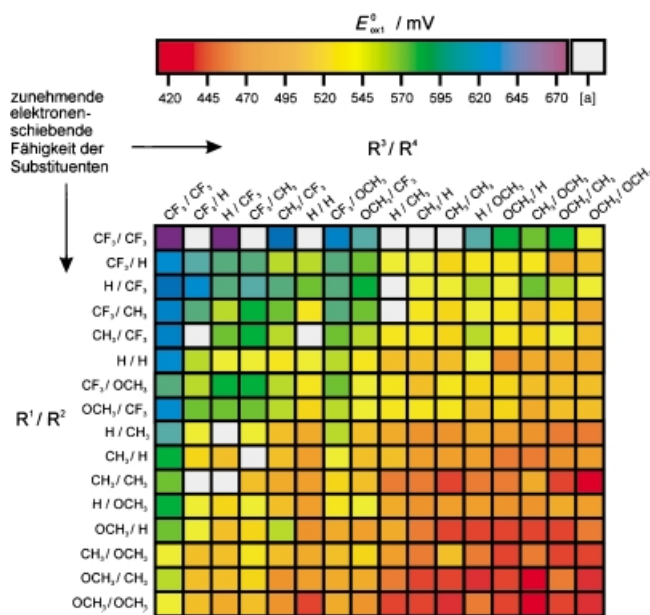 E⁰ox1 / mV
420 445 470 495 520 545 570 595 620 645 670 [a]
zunehmende
elektronen-
schiebende
Fähigkeit der
Substituenten
R³ / R⁴
CF₃ / CF₃
CF₃ / H
H / CF₃
CF₃ / CH₃
CH₃ / CF₃
H / H
CF₃ / OCH₃
OCH₃ / CF₃
H / CH₃
CH₃ / H
CH₃ / CH₃
H / OCH₃
OCH₃ / H
CH₃ / OCH₃
OCH₃ / CH₃
OCH₃ / OCH₃
R¹ / R²
CF₃ / CF₃
CF₃ / H
H / CF₃
CF₃ / CH₃
CH₃ / CF₃
H / H
CF₃ / OCH₃
OCH₃ / CF₃
H / CH₃
CH₃ / H
CH₃ / CH₃
H / OCH₃
OCH₃ / H
CH₃ / OCH₃
OCH₃ / CH₃
OCH₃ / OCH₃